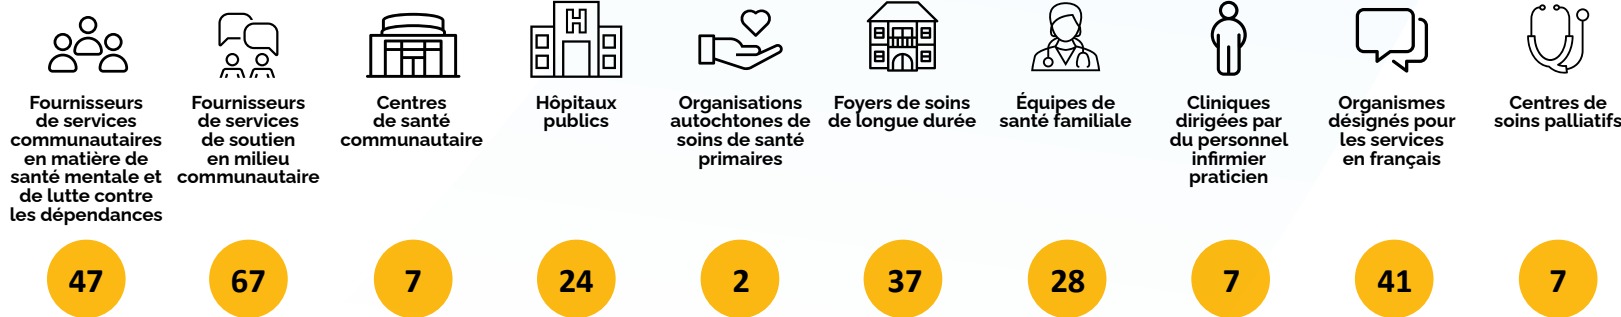 H
Fournisseurs
de services
communautaires
en matière de
santé mentale et
de lutte contre
les dépendances
47
Fournisseurs
de services
de soutien
en milieu
communautaire
67
Centres
de santé
communautaire
7
Hôpitaux
publics
24
Organisations
autochtones de
soins de santé
primaires
2
Foyers de soins
de longue durée
37
Équipes de
santé familiale
28
Cliniques
dirigées par
du personnel
infirmier
praticien
7
Organismes
désignés pour
les services
en français
41
Centres de
soins palliatifs
7